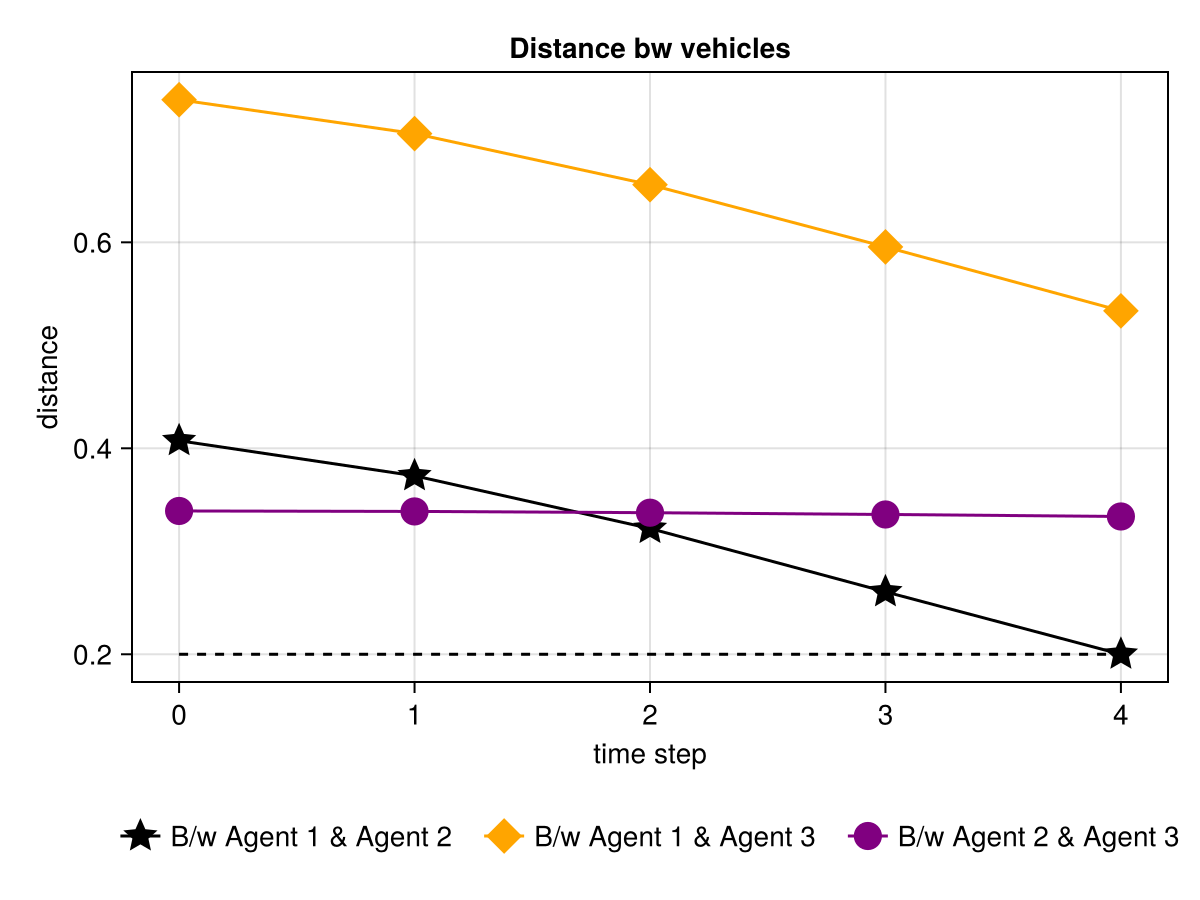 Distance bw vehicles
distance
0.6
0.4
0.2
0 1 2 3 4
time step
B/w Agent 1 & Agent 2 B/w Agent 1 & Agent 3 B/w Agent 2 & Agent 3